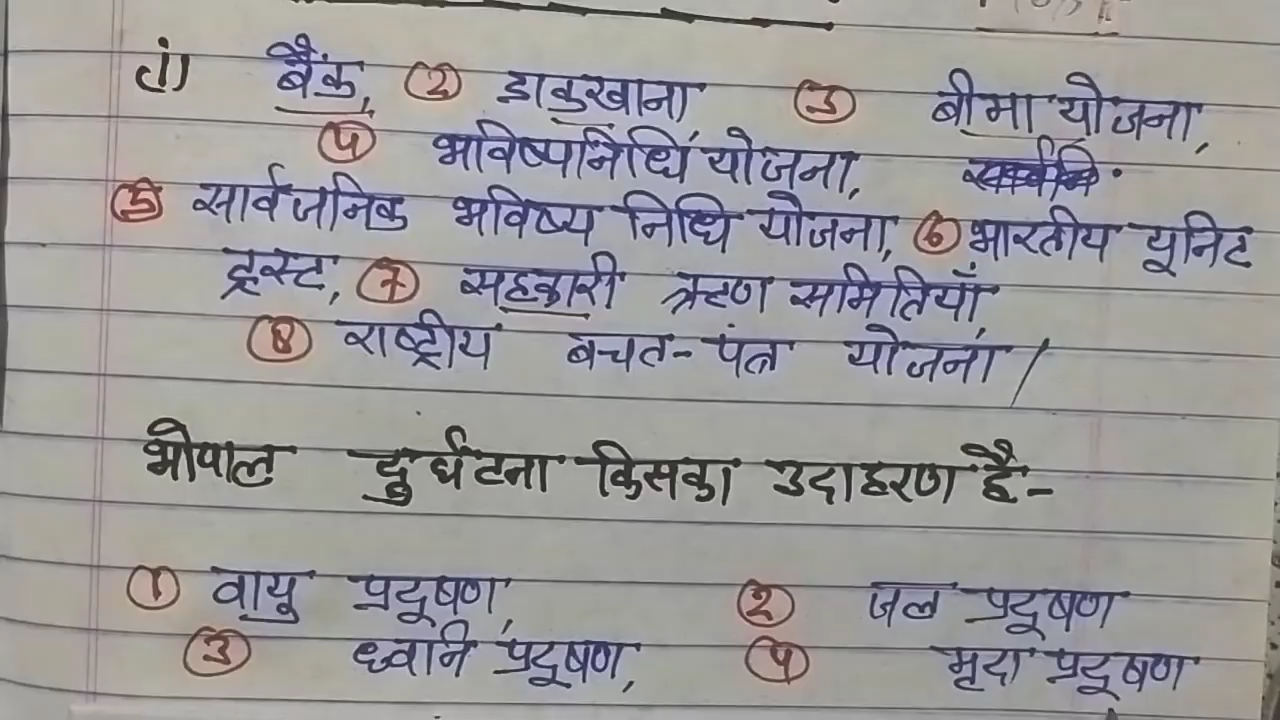 (i) बैंक, (2) डाकखाना (3) बीमा योजना,
(4) भविष्यनिधि योजना,
(5) सार्वजनिक भविष्य निधि योजना, (6) भारतीय यूनिट
ट्रस्ट, (7) सहकारी ऋण समितियाँ,
(8) राष्ट्रीय बचत-पत्र योजना /
भोपाल दुर्घटना किसका उदाहरण है-
(1) वायु प्रदूषण, (2) जल प्रदूषण
(3) ध्वनि प्रदूषण, (4) मृदा प्रदूषण